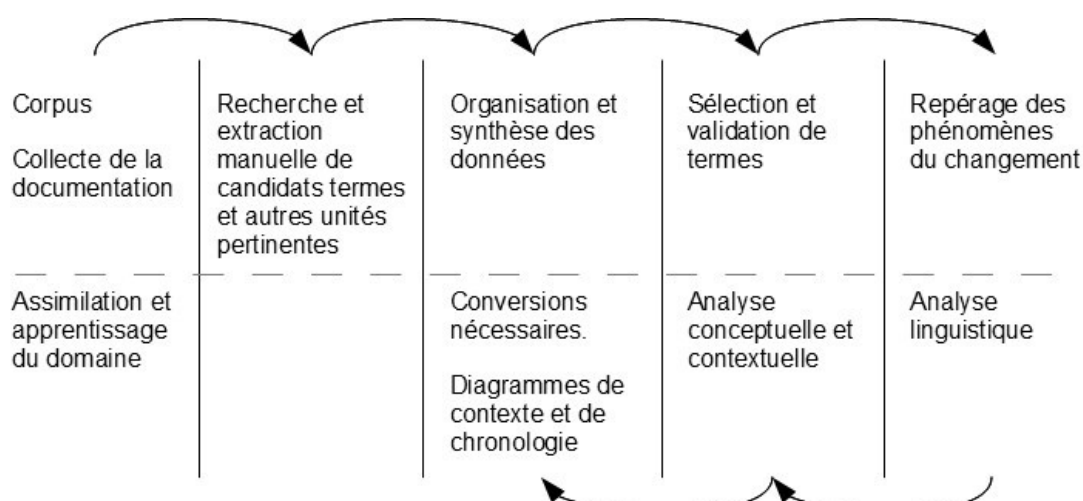 Corpus
Collecte de la
documentation
Recherche et
extraction
manuelle de
candidats termes
et autres unités
pertinentes
Organisation et
synthèse des
données
Sélection et
validation de
termes
Repérage des
phénomènes
du changement
Assimilation et
apprentissage
du domaine
Conversions
nécessaires.
Diagrammes de
contexte et de
chronologie
Analyse
conceptuelle et
contextuelle
Analyse
linguistique